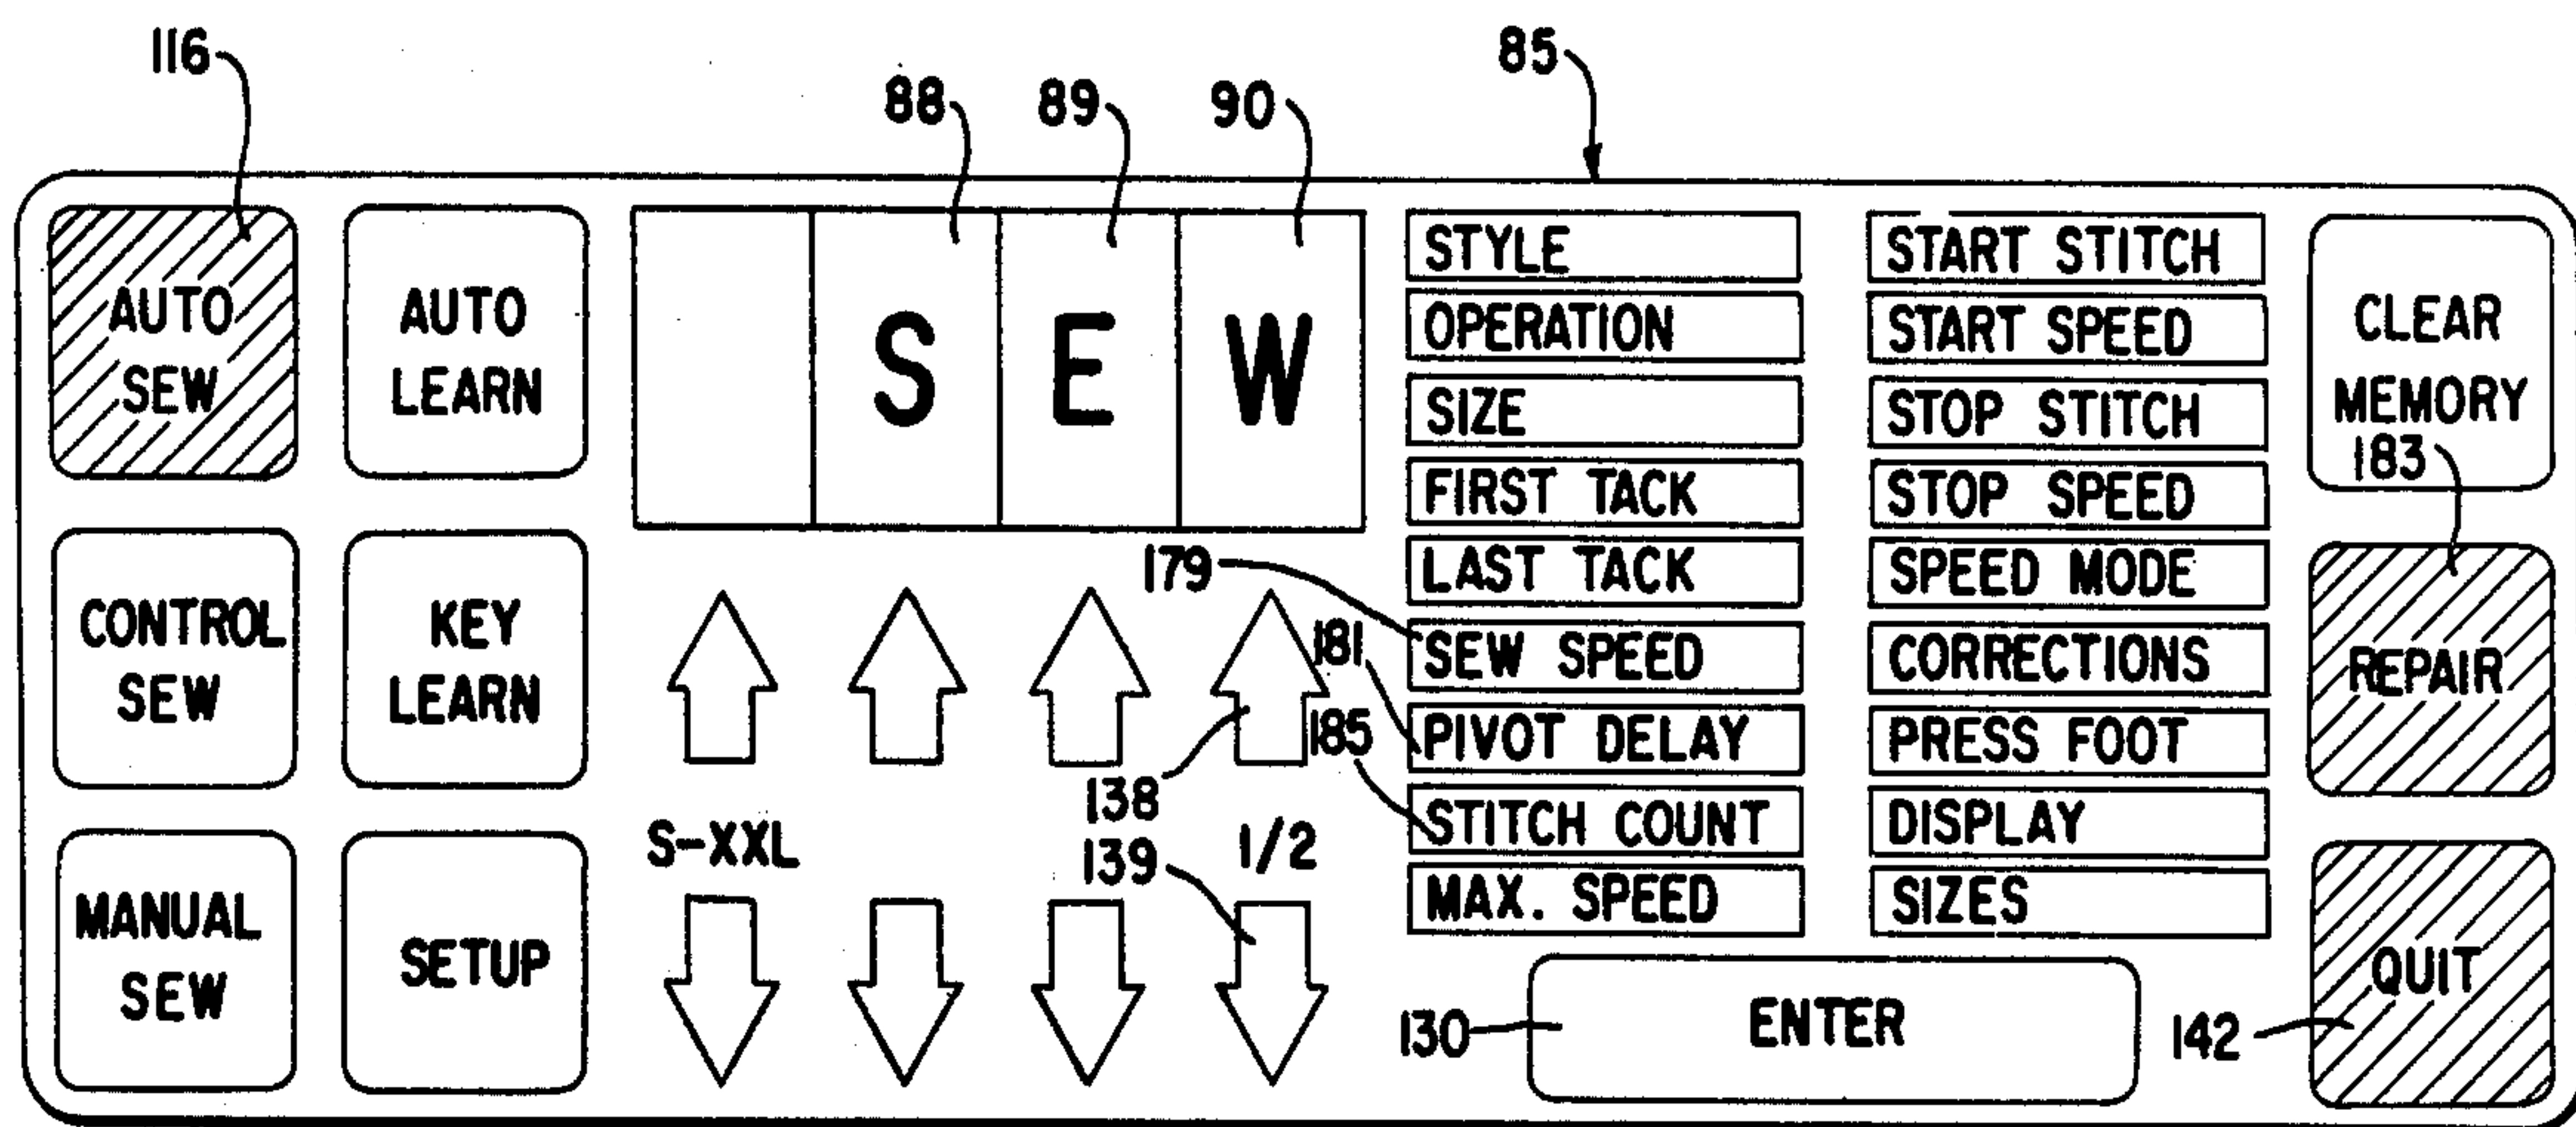 116
85
88
89
90
AUTO
SEW
AUTO
LEARN
S E W
CONTROL
SEW
KEY
LEARN
MANUAL
SEW
SETUP
S-XXL
1/2
138
139
STYLE
OPERATION
SIZE
FIRST TACK
LAST TACK
179
SEW SPEED
181
PIVOT DELAY
185
STITCH COUNT
MAX. SPEED
START STITCH
START SPEED
STOP STITCH
STOP SPEED
SPEED MODE
CORRECTIONS
PRESS FOOT
DISPLAY
SIZES
130
ENTER
CLEAR
MEMORY
183
REPAIR
QUIT
142